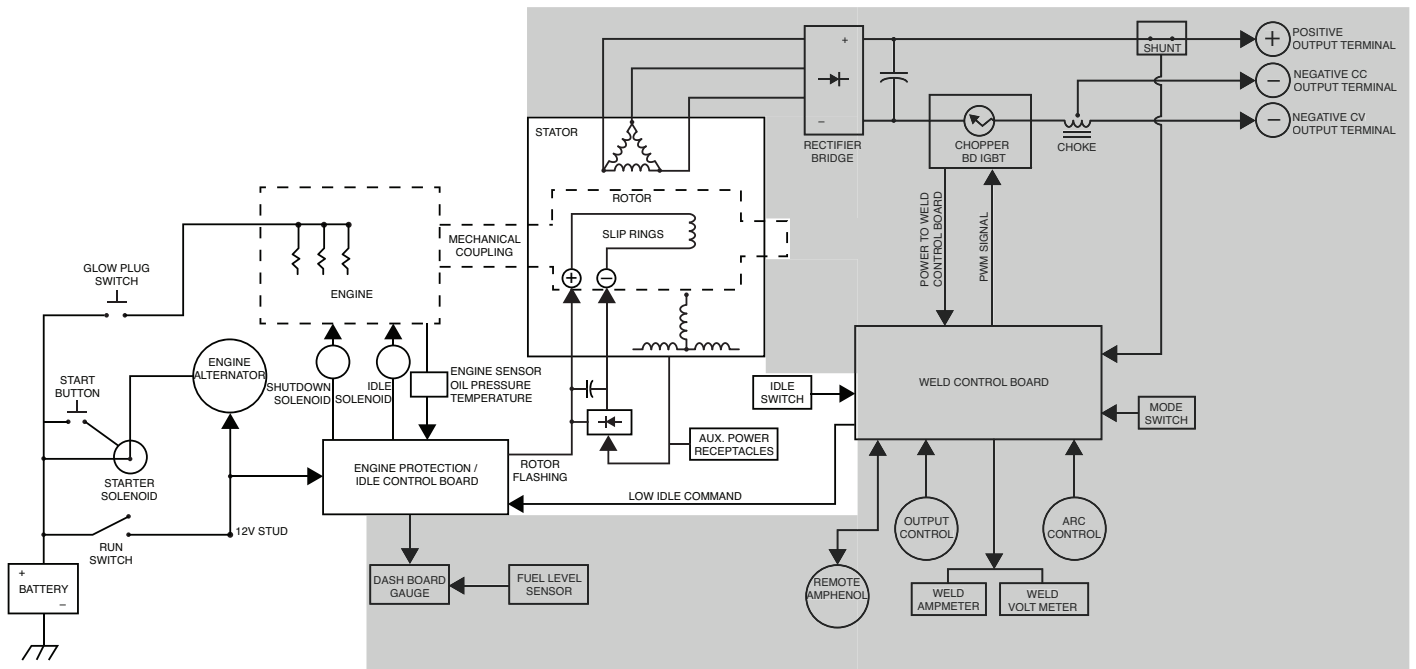 POSITIVE
OUTPUT TERMINAL
+
SHUNT
+
NEGATIVE CC
OUTPUT TERMINAL
−
NEGATIVE CV
OUTPUT TERMINAL
−
−
RECTIFIER
BRIDGE
CHOPPER
BD IGBT
CHOKE
STATOR
ROTOR
SLIP RINGS
+
−
MECHANICAL
COUPLING
POWER TO WELD
CONTROL BOARD
PWM SIGNAL
GLOW PLUG
SWITCH
ENGINE
ENGINE
ALTERNATOR
START
BUTTON
SHUTDOWN
SOLENOID
IDLE
SOLENOID
ENGINE SENSOR
OIL PRESSURE
TEMPERATURE
IDLE
SWITCH
WELD CONTROL BOARD
MODE
SWITCH
AUX. POWER
RECEPTACLES
STARTER
SOLENOID
ENGINE PROTECTION /
IDLE CONTROL BOARD
ROTOR
FLASHING
LOW IDLE COMMAND
12V STUD
RUN
SWITCH
OUTPUT
CONTROL
ARC
CONTROL
+
BATTERY
−
DASH BOARD
GAUGE
FUEL LEVEL
SENSOR
REMOTE
AMPHENOL
WELD
AMPMETER
WELD
VOLT METER